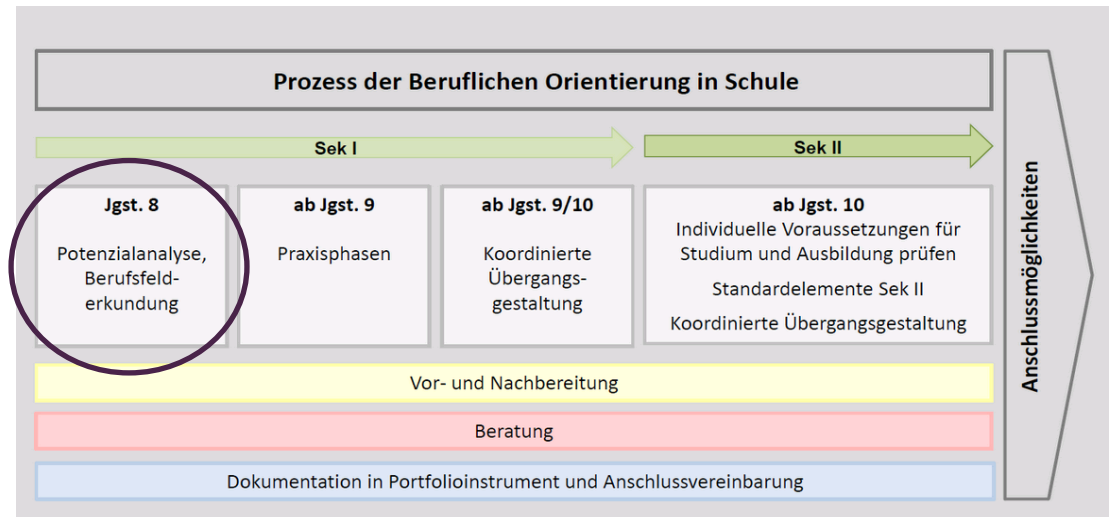 Prozess der Beruflichen Orientierung in Schule
Sek I
Sek II
Jgst. 8
Potenzialanalyse,
Berufsfeld-
erkundung
ab Jgst. 9
Praxisphasen
ab Jgst. 9/10
Koordinierte
Übergangs-
gestaltung
ab Jgst. 10
Individuelle Voraussetzungen für
Studium und Ausbildung prüfen
Standardelemente Sek II
Koordinierte Übergangsgestaltung
Vor- und Nachbereitung
Beratung
Dokumentation in Portfolioinstrument und Anschlussvereinbarung
Anschlussmöglichkeiten